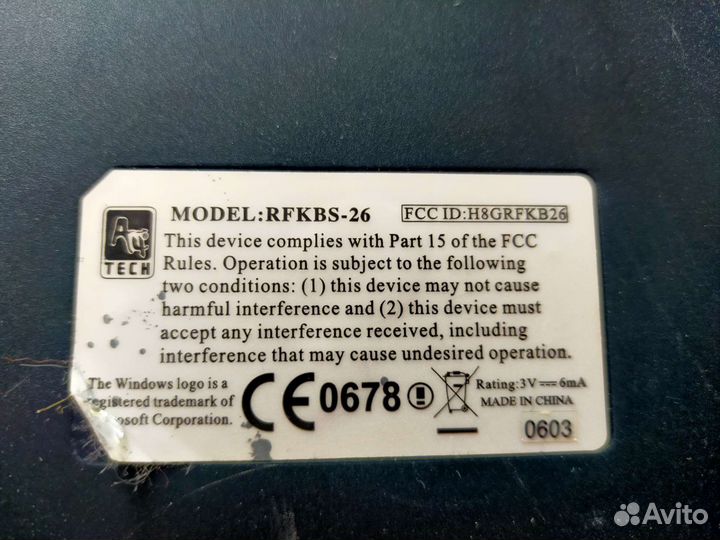 MODEL:RFKBS-26 FCC ID:H8GRFKB26
A4 TECH
This device complies with Part 15 of the FCC
Rules. Operation is subject to the following
two conditions: (1) this device may not cause
harmful interference and (2) this device must
accept any interference received, including
interference that may cause undesired operation.
The Windows logo is a
registered trademark of
osoft Corporation.
CE0678
Rating:3V 6mA
MADE IN CHINA
0603
Avito